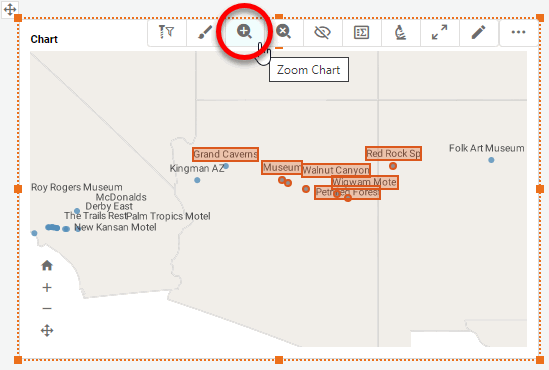 Chart
Zoom Chart
Grand Caverns
Red Rock Sp
Folk Art Museum
Kingman AZ
Museum
Walnut Canyon
Wigwam Mote
Petrified Forest
Roy Rogers Museum
McDonalds
Derby East
The Trails Rest
Palm Tropics Motel
New Kansan Motel